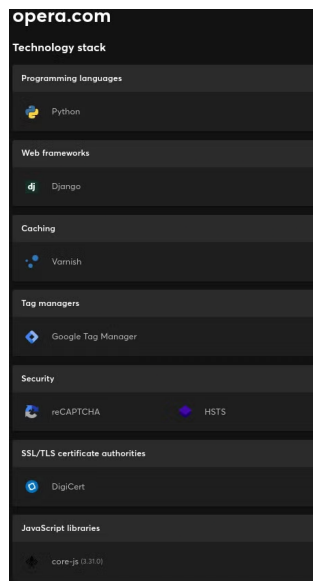 opera.com
Technology stack
Programming languages
Python
Web frameworks
dj Django
Caching
Varnish
Tag managers
Google Tag Manager
Security
reCAPTCHA HSTS
SSL/TLS certificate authorities
DigiCert
JavaScript libraries
core-js (3.31.0)